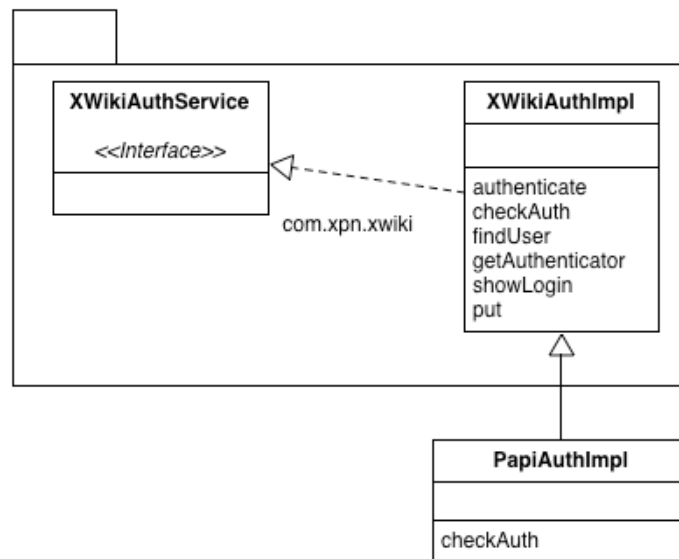 XWikiAuthService
<<Interface>>
XWikiAuthImpl
authenticate
checkAuth
findUser
getAuthenticator
showLogin
put
com.xpn.xwiki
PapiAuthImpl
checkAuth